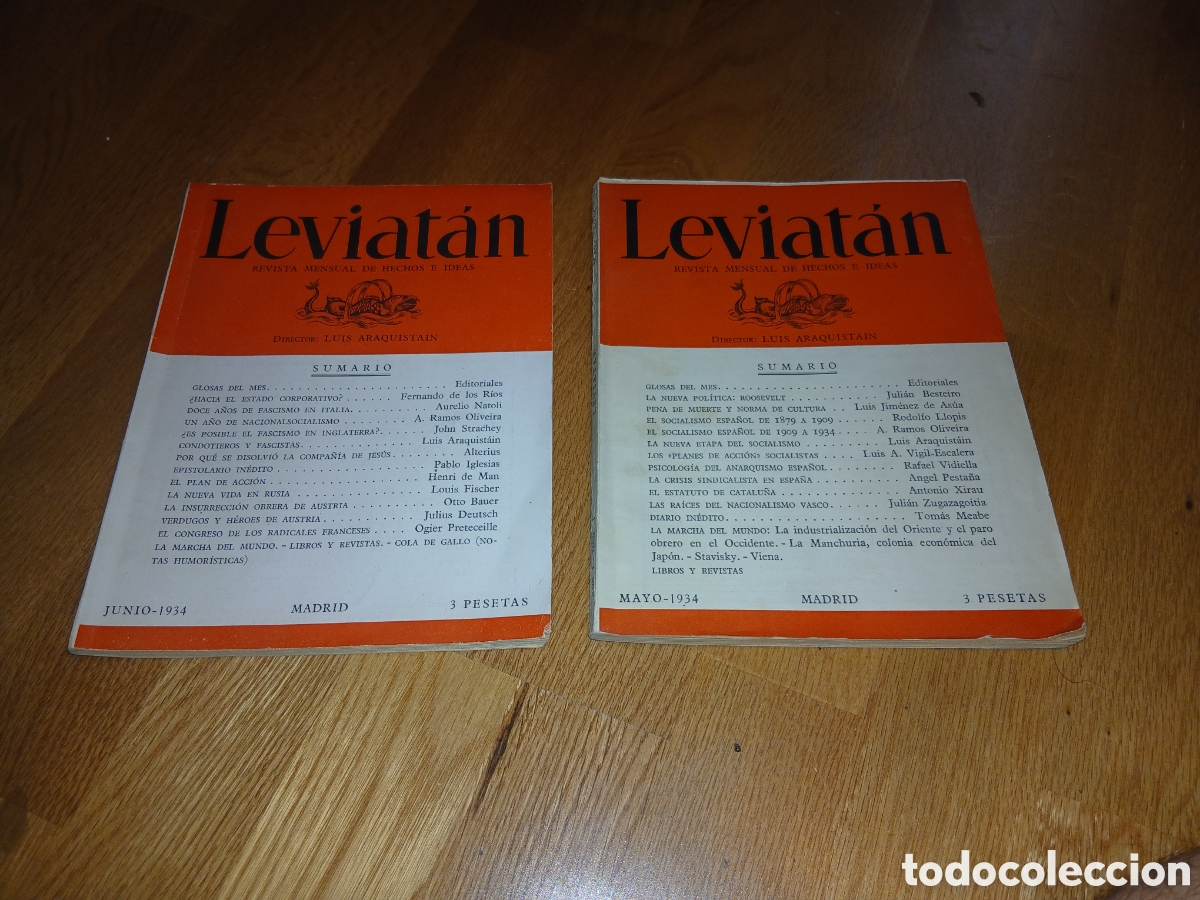 Leviatán
REVISTA MENSUAL DE HECHOS E IDEAS
DIRECTOR: LUIS ARAQUISTAIN
SUMARIO
GLOSAS DEL MES. . . . . . . . . . . . . . . . . . . . . . . . Editoriales
¿HACIA EL ESTADO CORPORATIVO? . . . . . . . . Fernando de los Ríos
DOCE AÑOS DE FASCISMO EN ITALIA. . . . . . . . . Aurelio Natoli
UN AÑO DE NACIONALSOCIALISMO . . . . . . . . . A. Ramos Oliveira
¿ES POSIBLE EL FASCISMO EN INGLATERRA?. . . . . . . John Strachey
CONDOTIEROS Y FASCISTAS. . . . . . . . . . . . . . . . Luis Araquistáin
POR QUÉ SE DISOLVIÓ LA COMPAÑÍA DE JESÚS. . . . . . Alterius
EPISTOLARIO INÉDITO . . . . . . . . . . . . . . . . . . . . Pablo Iglesias
EL PLAN DE ACCIÓN . . . . . . . . . . . . . . . . . . . . . Henri de Man
LA NUEVA VIDA EN RUSIA . . . . . . . . . . . . . . . . . Louis Fischer
LA INSURRECCIÓN OBRERA DE AUSTRIA . . . . . . . . . . . Otto Bauer
VERDUGOS Y HÉROES DE AUSTRIA. . . . . . . . . . . . . Julius Deutsch
EL CONGRESO DE LOS RADICALES FRANCESES . . . . . Ogier Preteceille
LA MARCHA DEL MUNDO. - LIBROS Y REVISTAS. - COLA DE GALLO (NO-
TAS HUMORÍSTICAS)
JUNIO-1934 MADRID 3 PESETAS
Leviatán
REVISTA MENSUAL DE HECHOS E IDEAS
DIRECTOR: LUIS ARAQUISTAIN
SUMARIO
GLOSAS DEL MES. . . . . . . . . . . . . . . . . . . . . . . . Editoriales
LA NUEVA POLÍTICA: ROOSEVELT . . . . . . . . . . . . Julián Besteiro
PENA DE MUERTE Y NORMA DE CULTURA . . . Luis Jiménez de Asúa
EL SOCIALISMO ESPAÑOL DE 1879 A 1909 . . . . . . . . Rodolfo Llopis
EL SOCIALISMO ESPAÑOL DE 1909 A 1934 . . . . A. Ramos Oliveira
LA NUEVA ETAPA DEL SOCIALISMO . . . . . . . . . . Luis Araquistáin
LOS «PLANES DE ACCIÓN» SOCIALISTAS . . . . Luis A. Vigil-Escalera
PSICOLOGÍA DEL ANARQUISMO ESPAÑOL. . . . . . . . . Rafael Vidiella
LA CRISIS SINDICALISTA EN ESPAÑA . . . . . . . . . . . Angel Pestaña
EL ESTATUTO DE CATALUÑA . . . . . . . . . . . . . . . Antonio Xirau
LAS RAÍCES DEL NACIONALISMO VASCO. . . . . . Julián Zugazagoitia
DIARIO INÉDITO. . . . . . . . . . . . . . . . . . . . . . . Tomás Meabe
LA MARCHA DEL MUNDO: La industrialización del Oriente y el paro
obrero en el Occidente. - La Manchuria, colonia económica del
Japón. - Stavisky. - Viena.
LIBROS Y REVISTAS
MAYO-1934 MADRID 3 PESETAS
todocoleccion